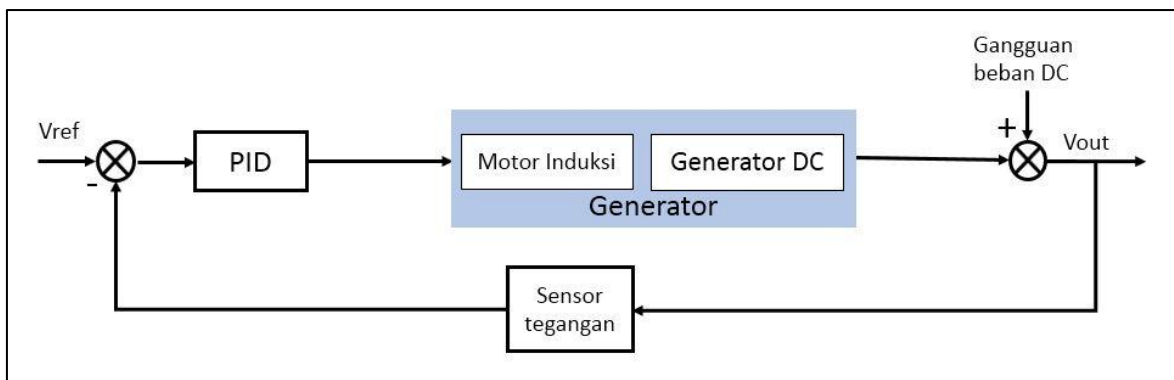 Gangguan
beban DC
Vref
+
Vout
PID
Motor Induksi
Generator DC
-
Generator
Sensor
tegangan